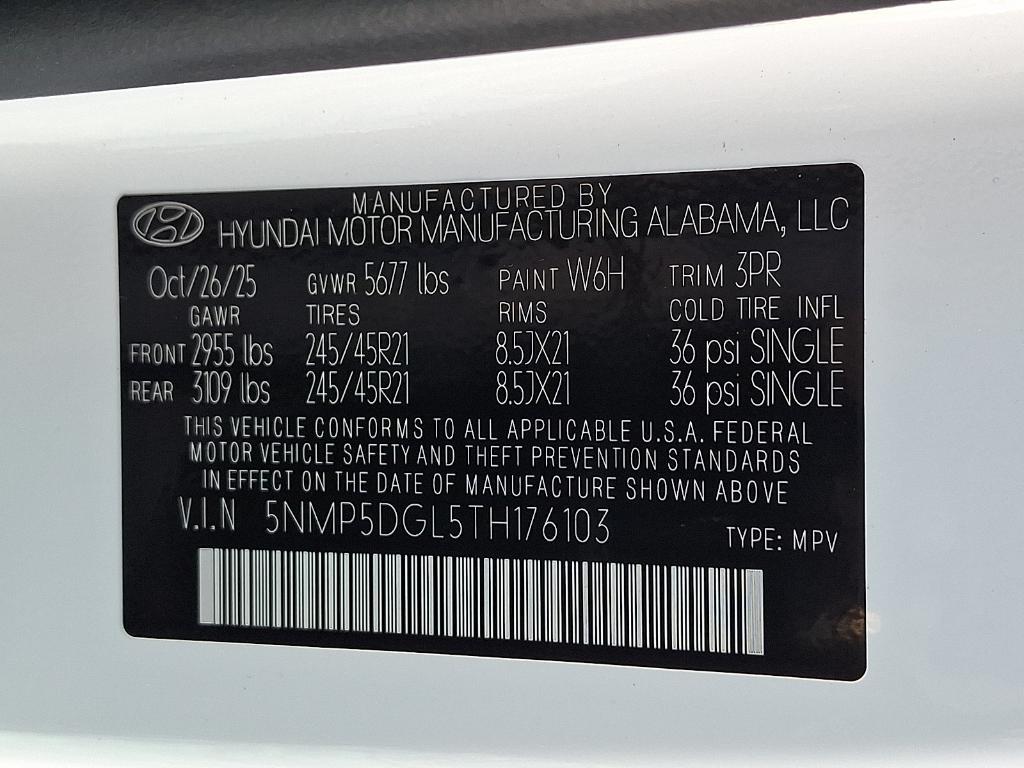 MANUFACTURED BY
HYUNDAI MOTOR MANUFACTURING ALABAMA, LLC
Oct/26/25 GVWR 5677 lbs PAINT W6H TRIM 3PR
GAWR TIRES RIMS COLD TIRE INFL
FRONT 2955 lbs 245/45R21 8.5JX21 36 psi SINGLE
REAR 3109 lbs 245/45R21 8.5JX21 36 psi SINGLE
THIS VEHICLE CONFORMS TO ALL APPLICABLE U.S.A. FEDERAL
MOTOR VEHICLE SAFETY AND THEFT PREVENTION STANDARDS
IN EFFECT ON THE DATE OF MANUFACTURE SHOWN ABOVE
V.I.N 5NMP5DGL5TH176103 TYPE: MPV